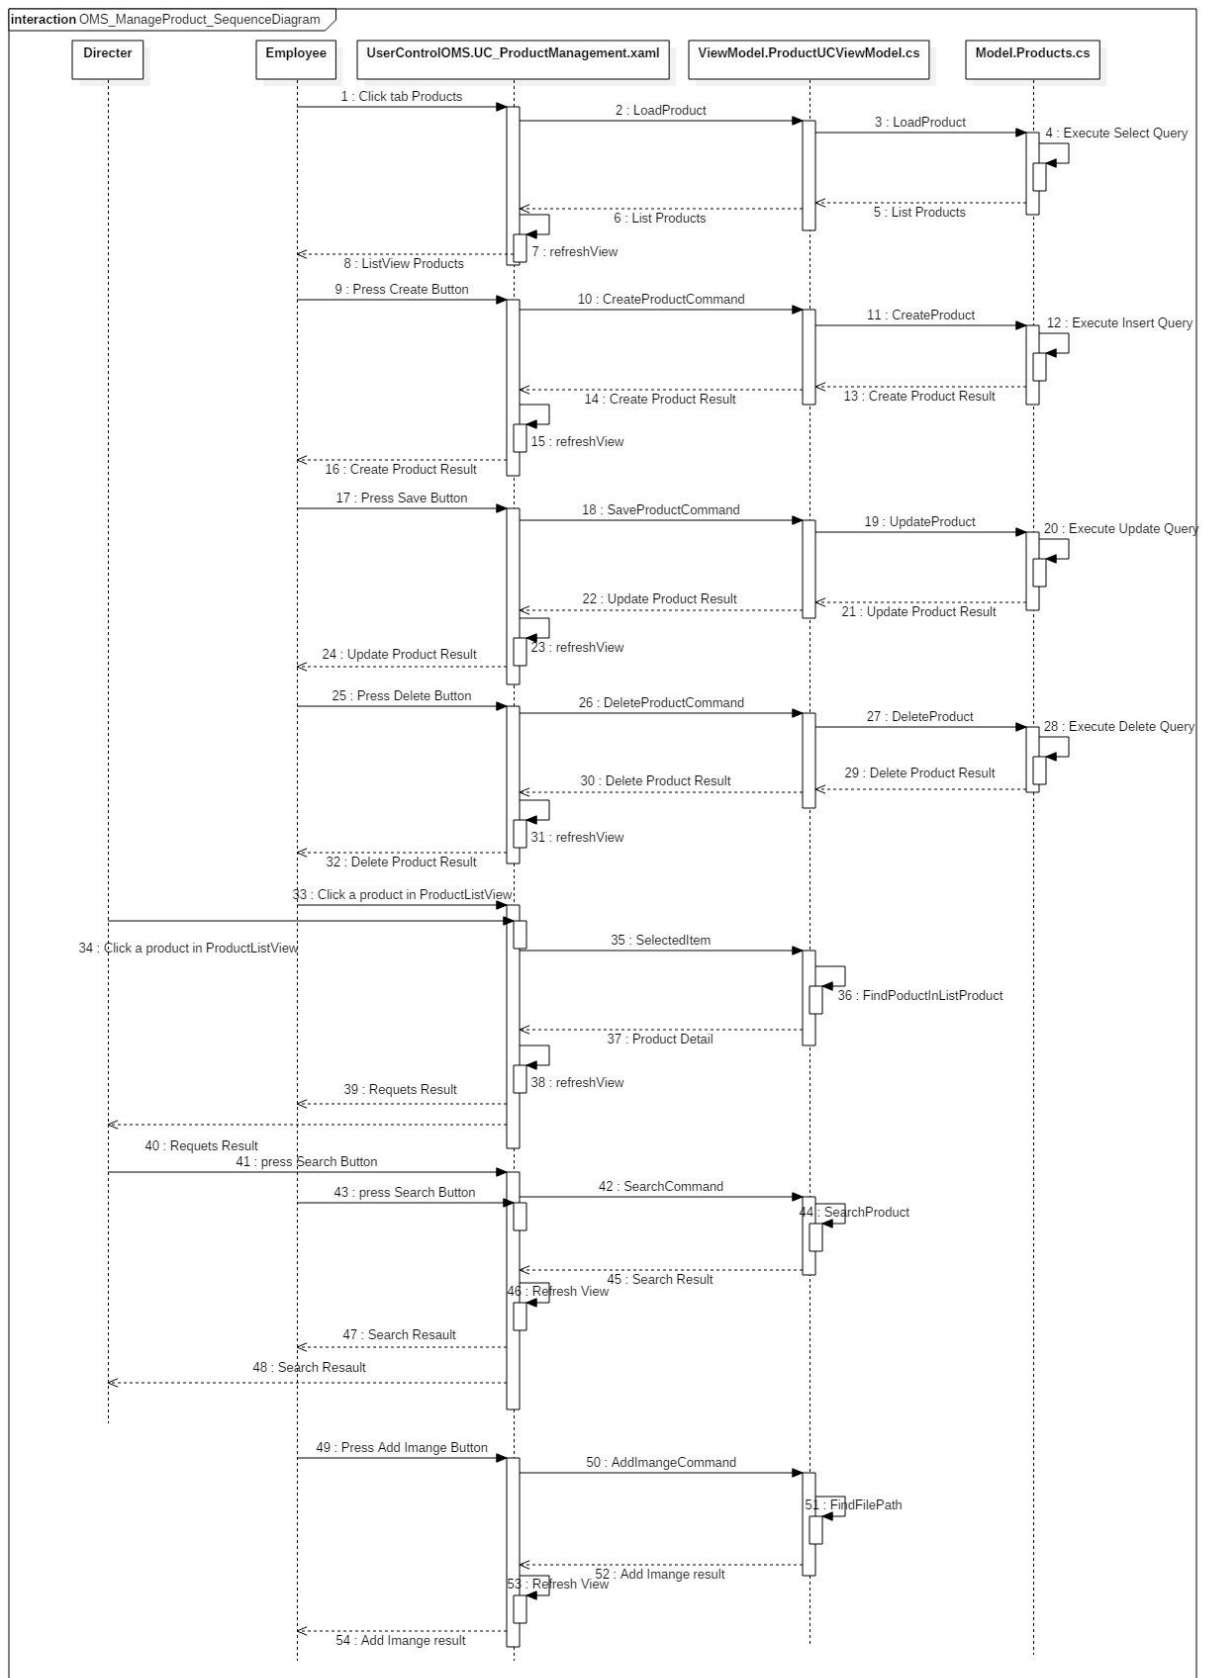 interaction OMS_ManageProduct_SequenceDiagram
Directer
Employee
UserControlOMS.UC_ProductManagement.xaml
ViewModel.ProductUCViewModel.cs
Model.Products.cs
1 : Click tab Products
2 : LoadProduct
3 : LoadProduct
4 : Execute Select Query
5 : List Products
6 : List Products
7 : refreshView
8 : ListView Products
9 : Press Create Button
10 : CreateProductCommand
11 : CreateProduct
12 : Execute Insert Query
13 : Create Product Result
14 : Create Product Result
15 : refreshView
16 : Create Product Result
17 : Press Save Button
18 : SaveProductCommand
19 : UpdateProduct
20 : Execute Update Query
21 : Update Product Result
22 : Update Product Result
23 : refreshView
24 : Update Product Result
25 : Press Delete Button
26 : DeleteProductCommand
27 : DeleteProduct
28 : Execute Delete Query
29 : Delete Product Result
30 : Delete Product Result
31 : refreshView
32 : Delete Product Result
33 : Click a product in ProductListView
34 : Click a product in ProductListView
35 : SelectedItem
36 : FindPoductInListProduct
37 : Product Detail
38 : refreshView
39 : Requets Result
40 : Requets Result
41 : press Search Button
42 : SearchCommand
43 : press Search Button
44 : SearchProduct
45 : Search Result
46 : Refresh View
47 : Search Resault
48 : Search Resault
49 : Press Add Imange Button
50 : AddImangeCommand
51 : FindFilePath
52 : Add Imange result
53 : Refresh View
54 : Add Imange result